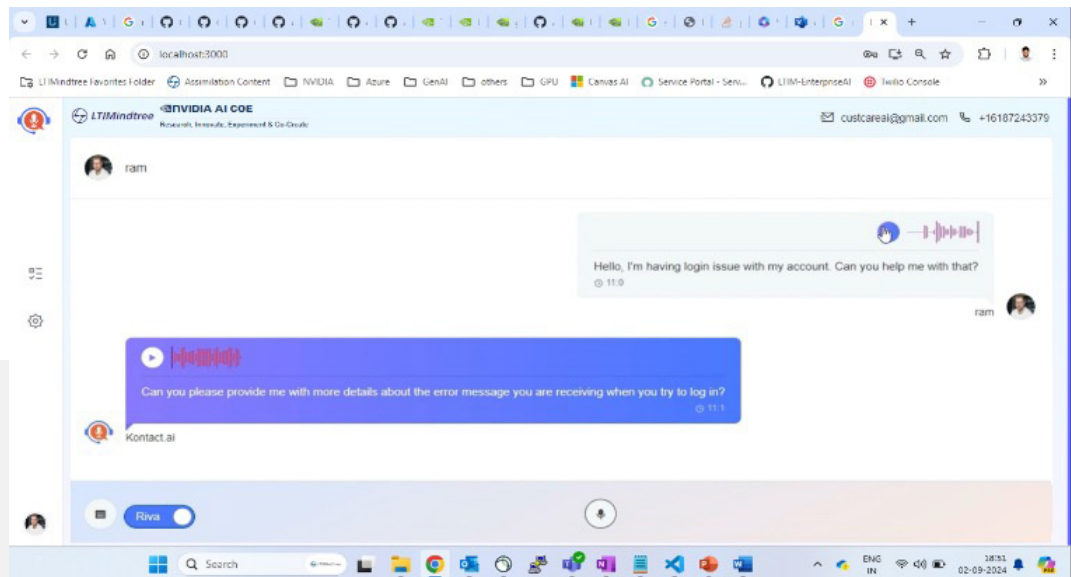 localhost:3000
LTIMindtree Favorites Folder Assimilation Content NVIDIA Azure GenAI others GPU Canvas AI Service Portal - Serv... LTIM-EnterpriseAI Twilio Console
LTIMindtree NVIDIA AI COE
Research, Innovate, Experiment & Co-Create
custcareai@gmail.com +16187243379
ram
Hello, I'm having login issue with my account. Can you help me with that?
11:0
ram
Can you please provide me with more details about the error message you are receiving when you try to log in?
11:1
Kontact.ai
Riva
Search
ENG
IN
18:51
02-09-2024